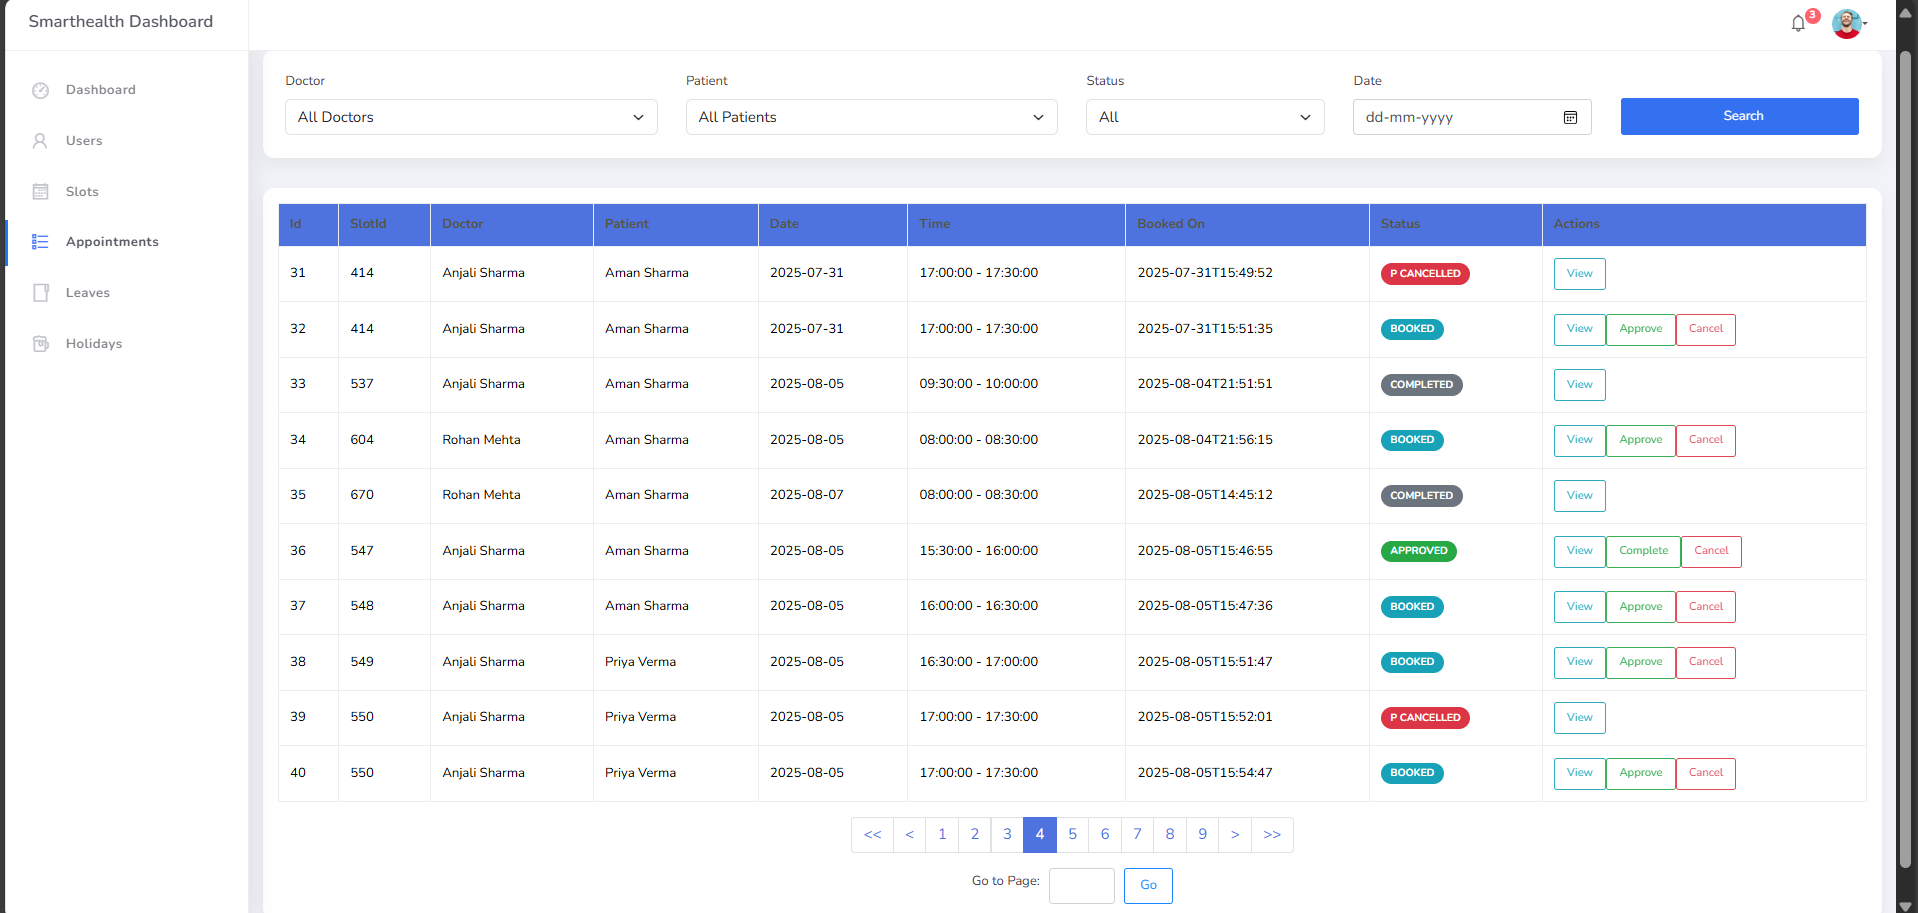 Smarthealth Dashboard
3
Dashboard
Users
Slots
Appointments
Leaves
Holidays
Doctor Patient Status Date
All Doctors All Patients All dd-mm-yyyy Search
Id SlotId Doctor Patient Date Time Booked On Status Actions
31 414 Anjali Sharma Aman Sharma 2025-07-31 17:00:00 - 17:30:00 2025-07-31T15:49:52 P CANCELLED View
32 414 Anjali Sharma Aman Sharma 2025-07-31 17:00:00 - 17:30:00 2025-07-31T15:51:35 BOOKED View Approve Cancel
33 537 Anjali Sharma Aman Sharma 2025-08-05 09:30:00 - 10:00:00 2025-08-04T21:51:51 COMPLETED View
34 604 Rohan Mehta Aman Sharma 2025-08-05 08:00:00 - 08:30:00 2025-08-04T21:56:15 BOOKED View Approve Cancel
35 670 Rohan Mehta Aman Sharma 2025-08-07 08:00:00 - 08:30:00 2025-08-05T14:45:12 COMPLETED View
36 547 Anjali Sharma Aman Sharma 2025-08-05 15:30:00 - 16:00:00 2025-08-05T15:46:55 APPROVED View Complete Cancel
37 548 Anjali Sharma Aman Sharma 2025-08-05 16:00:00 - 16:30:00 2025-08-05T15:47:36 BOOKED View Approve Cancel
38 549 Anjali Sharma Priya Verma 2025-08-05 16:30:00 - 17:00:00 2025-08-05T15:51:47 BOOKED View Approve Cancel
39 550 Anjali Sharma Priya Verma 2025-08-05 17:00:00 - 17:30:00 2025-08-05T15:52:01 P CANCELLED View
40 550 Anjali Sharma Priya Verma 2025-08-05 17:00:00 - 17:30:00 2025-08-05T15:54:47 BOOKED View Approve Cancel
<< < 1 2 3 4 5 6 7 8 9 > >>
Go to Page: Go